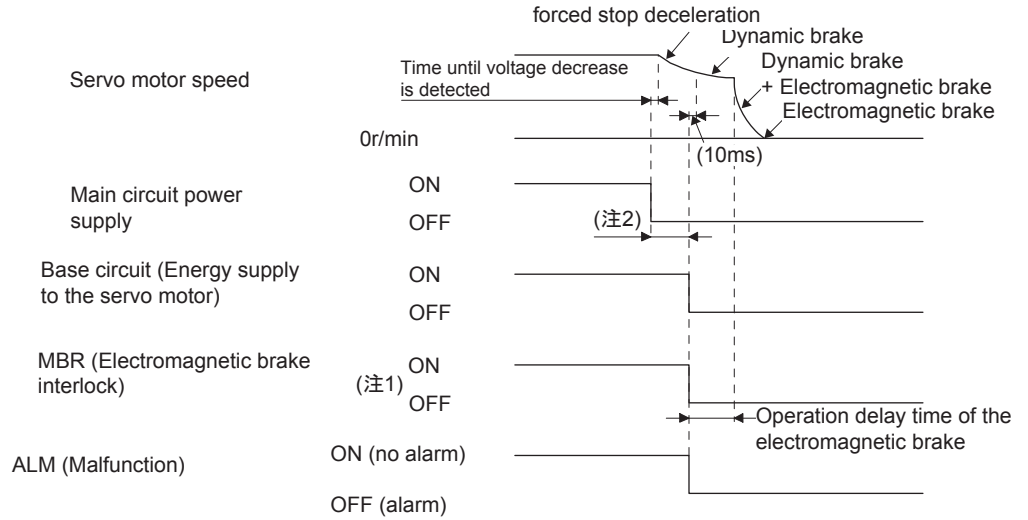 forced stop deceleration
Dynamic brake
Dynamic brake
+ Electromagnetic brake
Electromagnetic brake
Servo motor speed
Time until voltage decrease
is detected
0r/min
(10ms)
Main circuit power
supply
ON
OFF
(注2)
Base circuit (Energy supply
to the servo motor)
ON
OFF
MBR (Electromagnetic brake
interlock)
(注1)
ON
OFF
Operation delay time of the
electromagnetic brake
ALM (Malfunction)
ON (no alarm)
OFF (alarm)